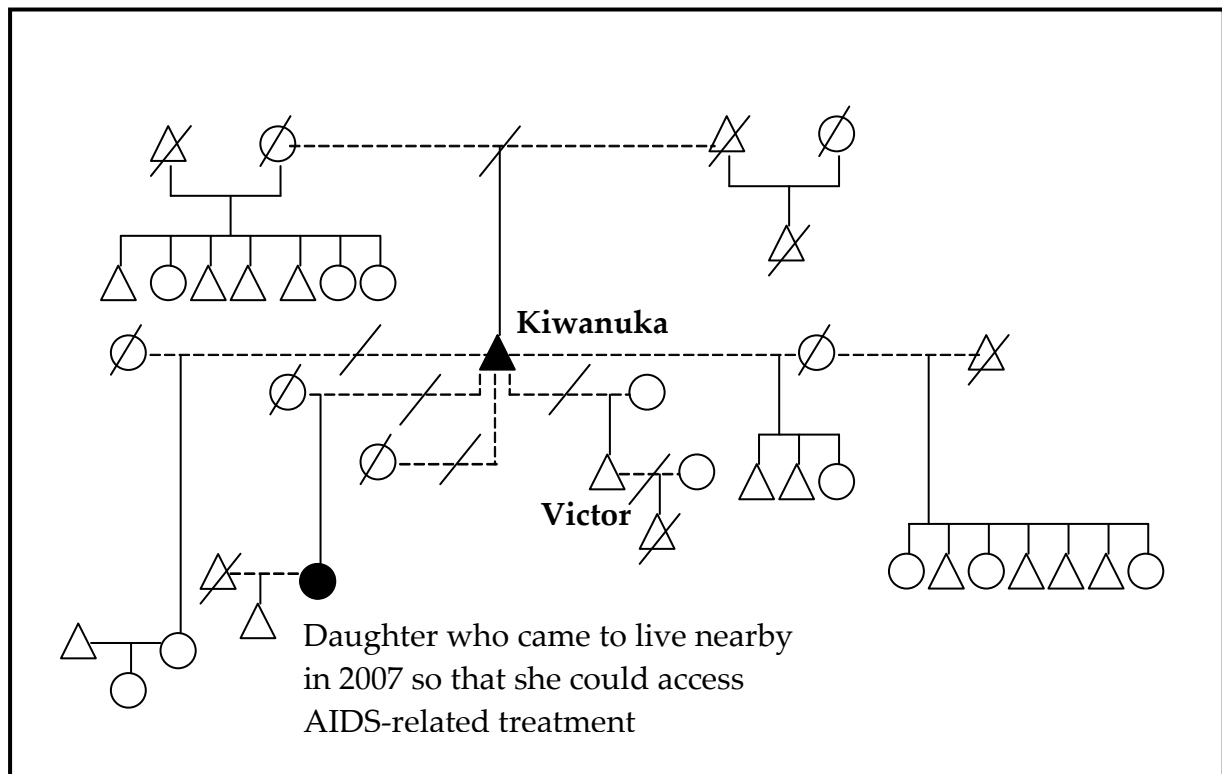 Kiwanuka
Victor
Daughter who came to live nearby
in 2007 so that she could access
AIDS-related treatment